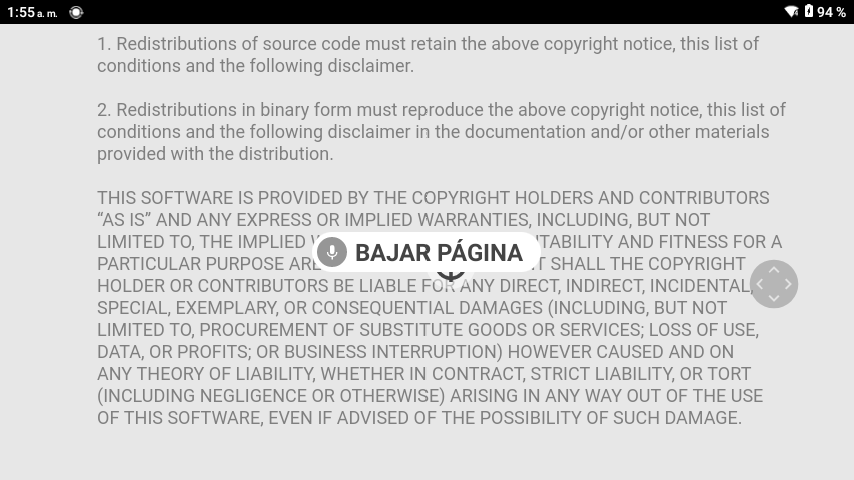 1:55 a. m.
94 %
1. Redistributions of source code must retain the above copyright notice, this list of
conditions and the following disclaimer.
2. Redistributions in binary form must reproduce the above copyright notice, this list of
conditions and the following disclaimer in the documentation and/or other materials
provided with the distribution.
THIS SOFTWARE IS PROVIDED BY THE COPYRIGHT HOLDERS AND CONTRIBUTORS
“AS IS” AND ANY EXPRESS OR IMPLIED WARRANTIES, INCLUDING, BUT NOT
LIMITED TO, THE IMPLIED FITNESS FOR A
BAJAR PÁGINA
PARTICULAR PURPOSE ARE SHALL THE COPYRIGHT
HOLDER OR CONTRIBUTORS BE LIABLE FOR ANY DIRECT, INDIRECT, INCIDENTAL,
SPECIAL, EXEMPLARY, OR CONSEQUENTIAL DAMAGES (INCLUDING, BUT NOT
LIMITED TO, PROCUREMENT OF SUBSTITUTE GOODS OR SERVICES; LOSS OF USE,
DATA, OR PROFITS; OR BUSINESS INTERRUPTION) HOWEVER CAUSED AND ON
ANY THEORY OF LIABILITY, WHETHER IN CONTRACT, STRICT LIABILITY, OR TORT
(INCLUDING NEGLIGENCE OR OTHERWISE) ARISING IN ANY WAY OUT OF THE USE
OF THIS SOFTWARE, EVEN IF ADVISED OF THE POSSIBILITY OF SUCH DAMAGE.